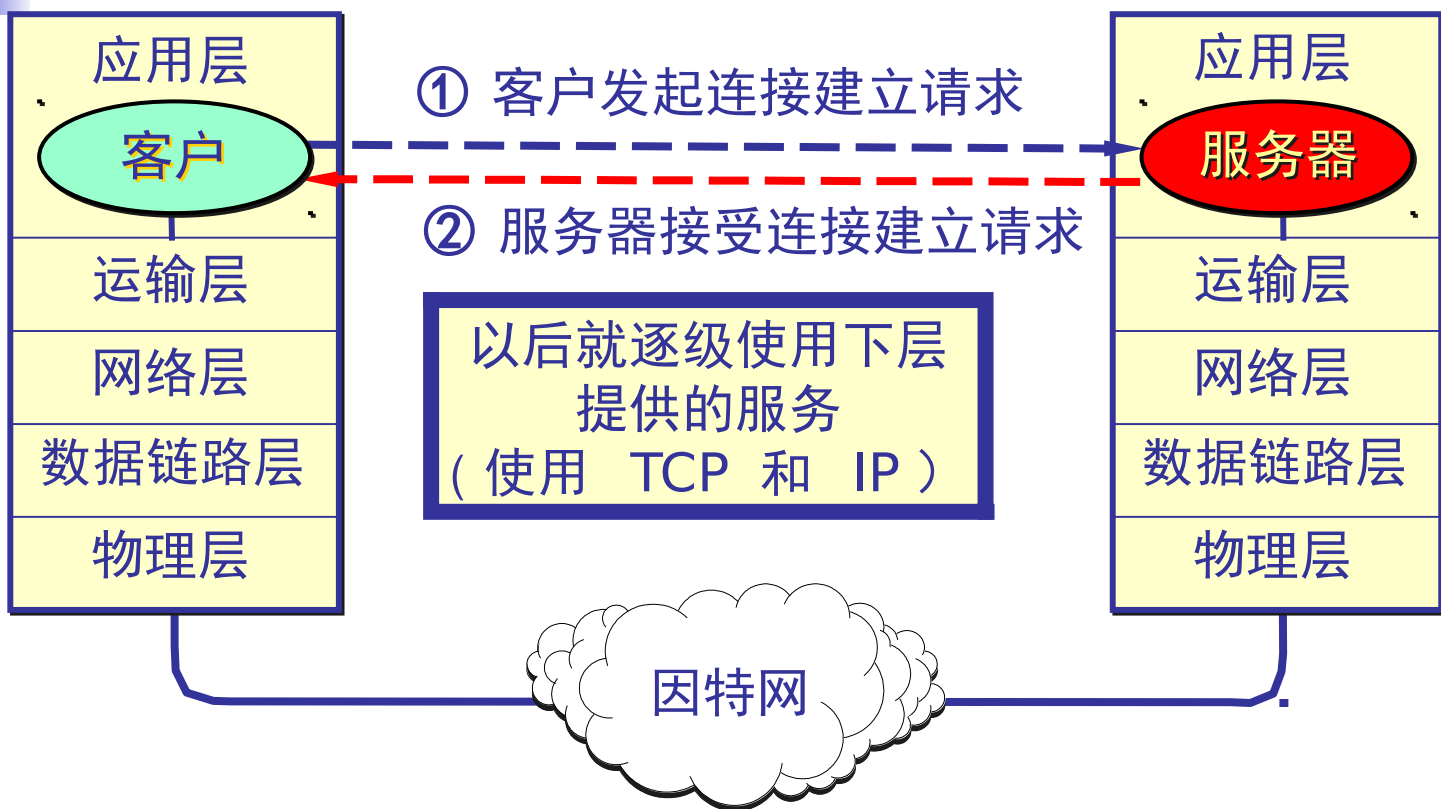 应用层
客户
运输层
网络层
数据链路层
物理层
① 客户发起连接建立请求
② 服务器接受连接建立请求
以后就逐级使用下层
提供的服务
（使用 TCP 和 IP）
因特网
应用层
服务器
运输层
网络层
数据链路层
物理层